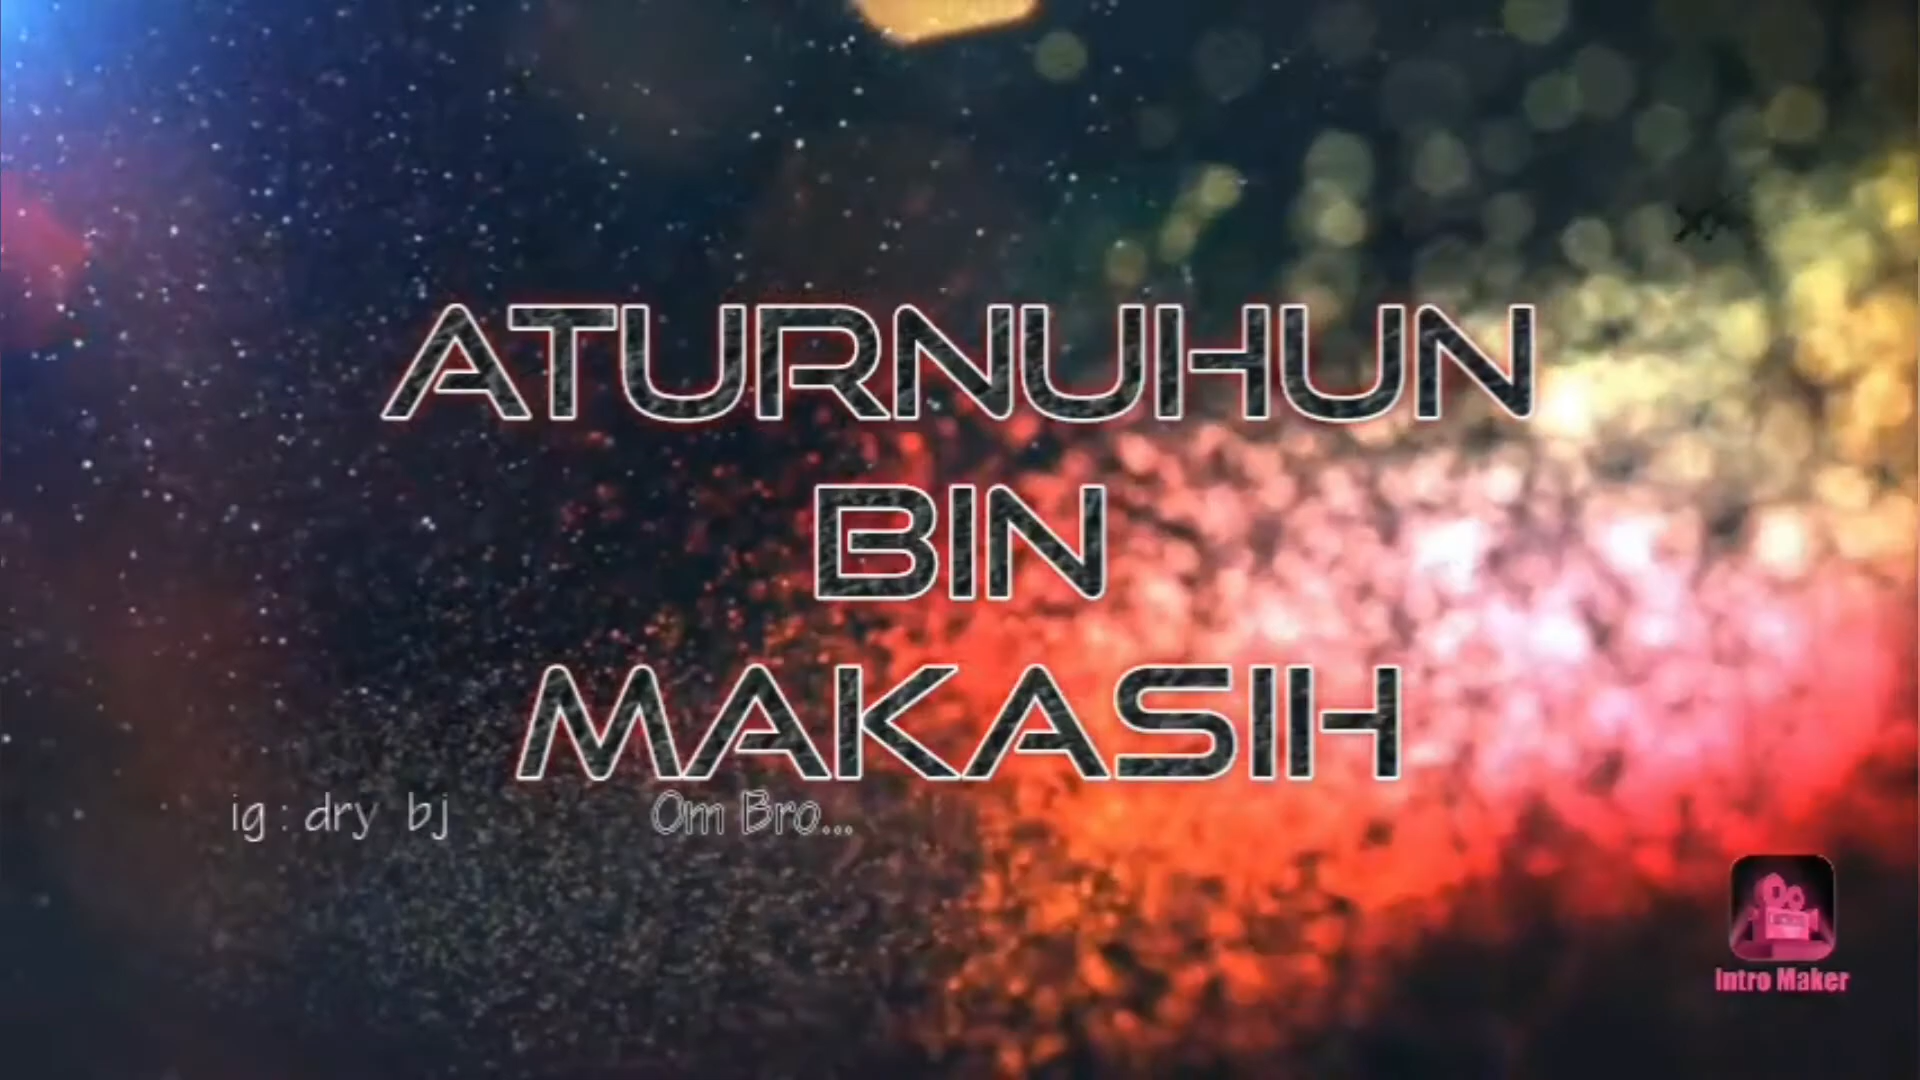 ATURNUHUN
BIN
MAKASIH
ig : dry bj Om Bro...
Intro Maker